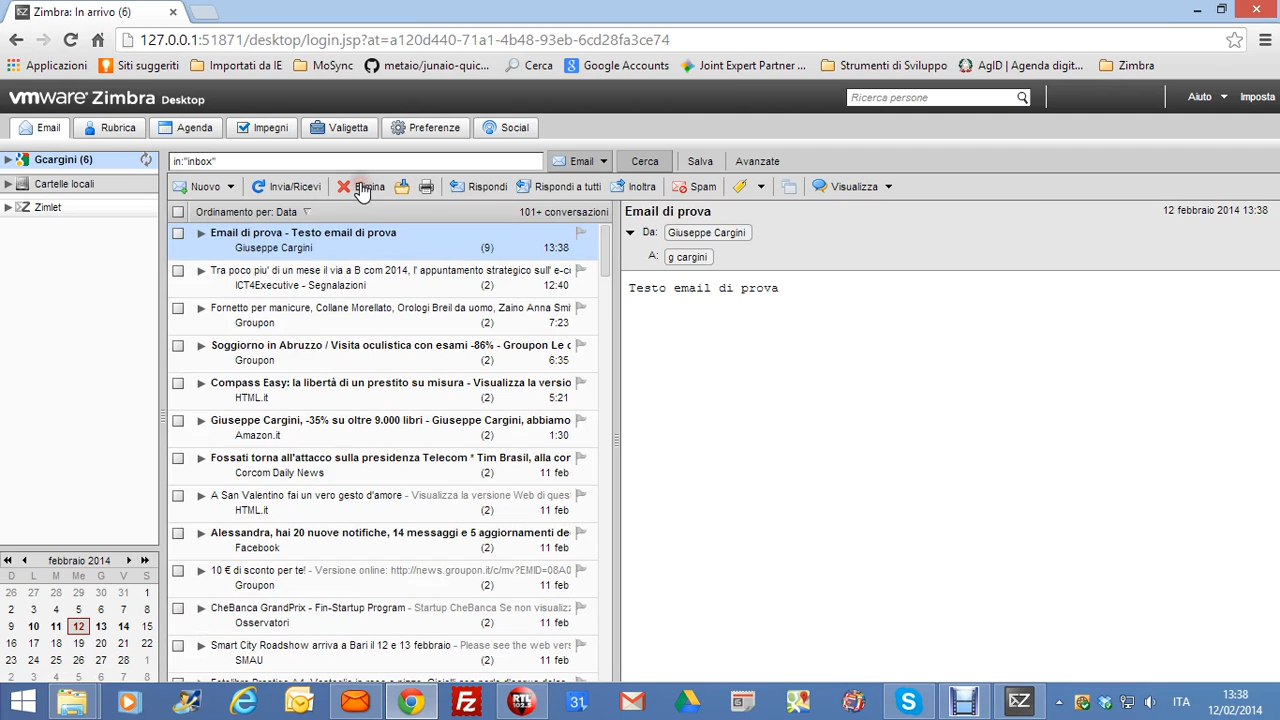 Zimbra: In arrivo (6)
127.0.0.1:51871/desktop/login.jsp?at=a120d440-71a1-4b48-93eb-6cd28fa3ce74
Applicazioni Siti suggeriti Importati da IE MoSync metaio/junaio-quic... Cerca Google Accounts Joint Expert Partner ... Strumenti di Sviluppo AgID | Agenda digit... Zimbra
vmware Zimbra Desktop Ricerca persone Aiuto Imposta
Email Rubrica Agenda Impegni Valigetta Preferenze Social
Gcargini (6) in:"inbox" Email Cerca Salva Avanzate
Cartelle locali Nuovo Invia/Ricevi Elimina Rispondi Rispondi a tutti Inoltra Spam Visualizza
Zimlet
Ordinamento per: Data 101+ conversazioni
Email di prova - Testo email di prova
Giuseppe Cargini (9) 13:38
Tra poco piu' di un mese il via a B com 2014, l' appuntamento strategico sull' e-c
ICT4Executive - Segnalazioni (2) 12:40
Fornetto per manicure, Collane Morellato, Orologi Breil da uomo, Zaino Anna Smi
Groupon (2) 7:23
Soggiorno in Abruzzo / Visita oculistica con esami -86% - Groupon Le c
Groupon (2) 6:35
Compass Easy: la libertà di un prestito su misura - Visualizza la versio
HTML.it (2) 5:21
Giuseppe Cargini, -35% su oltre 9.000 libri - Giuseppe Cargini, abbiamo
Amazon.it (2) 1:30
Fossati torna all'attacco sulla presidenza Telecom * Tim Brasil, alla cor
Corcom Daily News (2) 11 feb
A San Valentino fai un vero gesto d'amore - Visualizza la versione Web di quest
HTML.it (2) 11 feb
Alessandra, hai 20 nuove notifiche, 14 messaggi e 5 aggiornamenti de
Facebook (2) 11 feb
10 € di sconto per te! - Versione online: http://news.groupon.it/c/mv?EMID=08A0
Groupon (2) 11 feb
CheBanca GrandPrix - Fin-Startup Program - Startup CheBanca Se non visualizz
Osservatori (2) 11 feb
Smart City Roadshow arriva a Bari il 12 e 13 febbraio - Please see the web vers
SMAU (2) 11 feb
Email di prova 12 febbraio 2014 13:38
Da: Giuseppe Cargini
A: g cargini
Testo email di prova
febbraio 2014
D L M Me G V S
26 27 28 29 30 31 1
2 3 4 5 6 7 8
9 10 11 12 13 14 15
16 17 18 19 20 21 22
23 24 25 26 27 28 1
RTL 102.5 31 ITA 13:38
12/02/2014